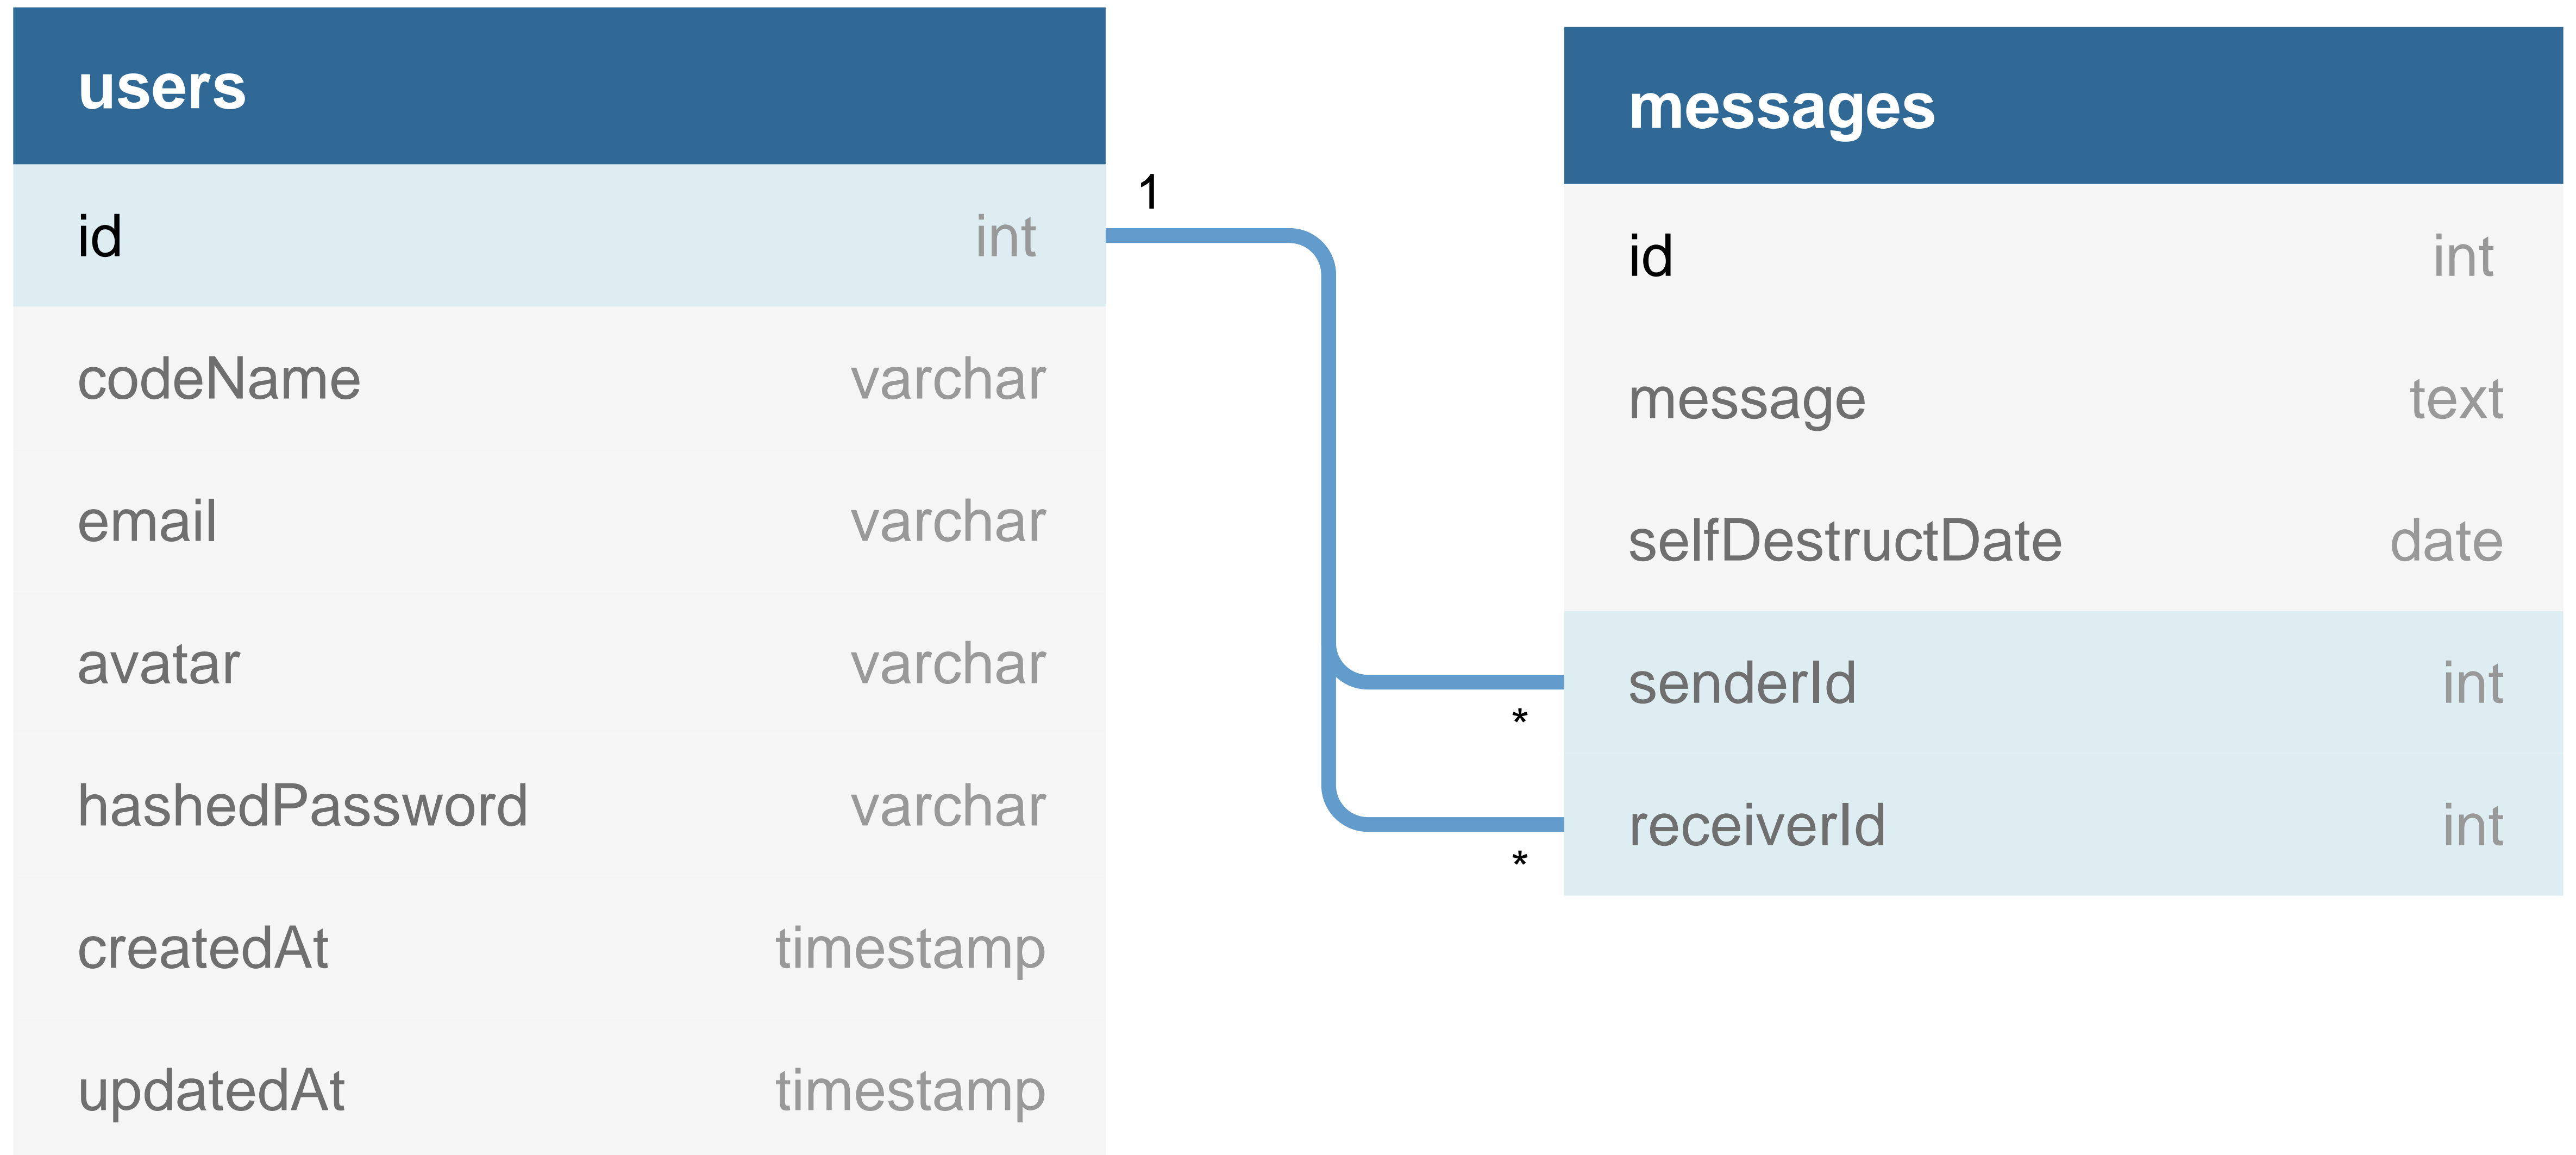 users
id int
codeName varchar
email varchar
avatar varchar
hashedPassword varchar
createdAt timestamp
updatedAt timestamp
1
*
*
messages
id int
message text
selfDestructDate date
senderId int
receiverId int